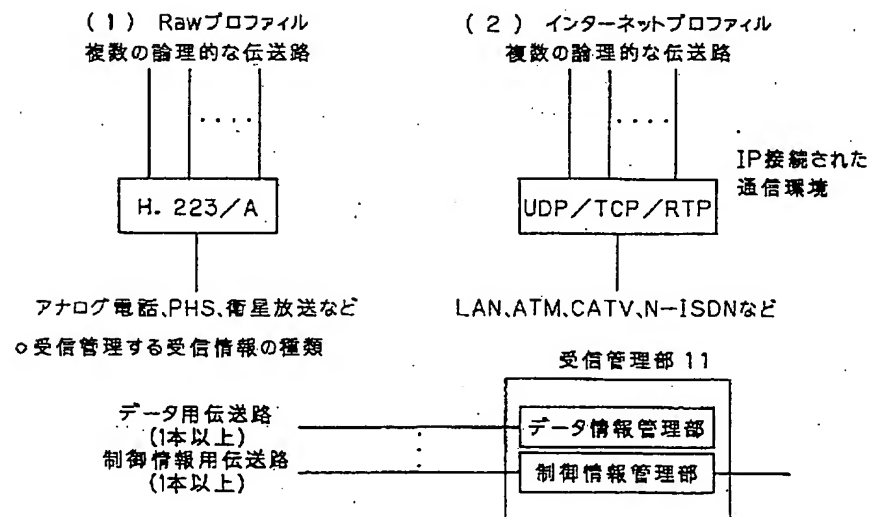 (1) Rawプロファイル
複数の論理的な伝送路
H. 223/A
アナログ電話、PHS、衛星放送など
(2) インターネットプロファイル
複数の論理的な伝送路
IP接続された
通信環境
UDP/TCP/RTP
LAN、ATM、CATV、N-ISDNなど
○受信管理する受信情報の種類
受信管理部 11
データ用伝送路
(1本以上)
制御情報用伝送路
(1本以上)
データ情報管理部
制御情報管理部